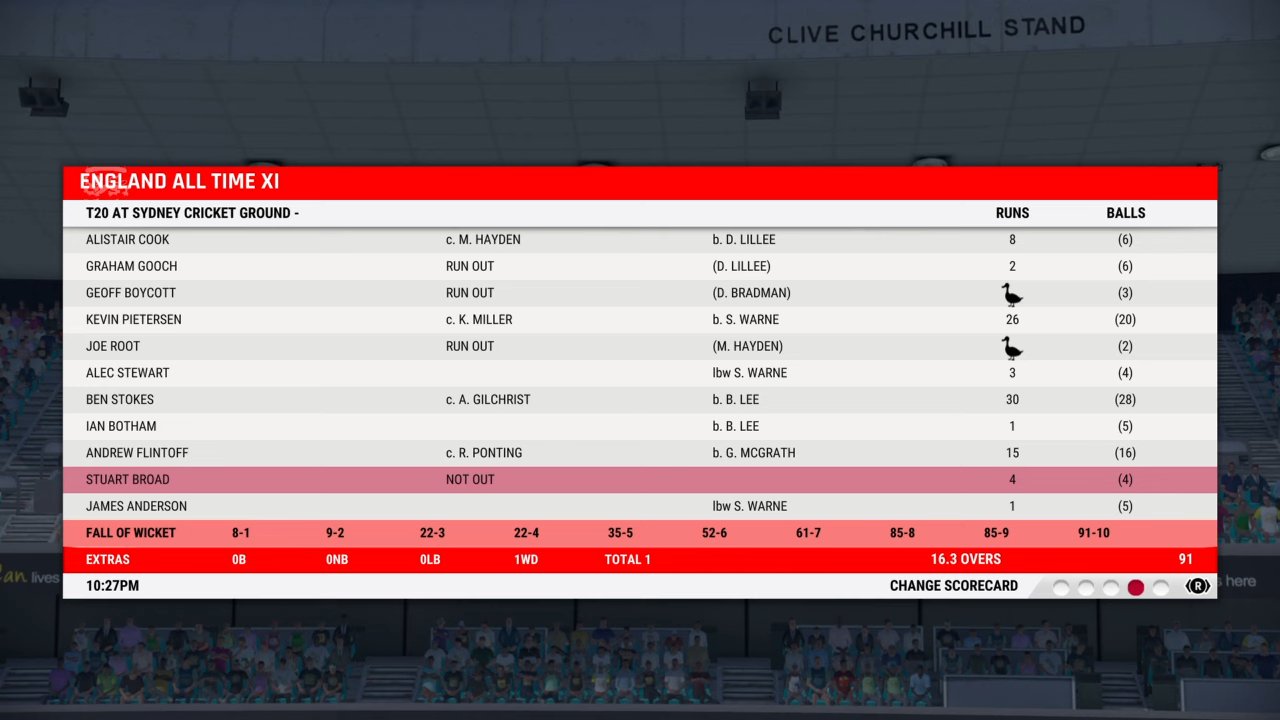 CLIVE CHURCHILL STAND
ENGLAND ALL TIME XI
T20 AT SYDNEY CRICKET GROUND - RUNS BALLS
ALISTAIR COOK c. M. HAYDEN b. D. LILLEE 8 (6)
GRAHAM GOOCH RUN OUT (D. LILLEE) 2 (6)
GEOFF BOYCOTT RUN OUT (D. BRADMAN) (3)
KEVIN PIETERSEN c. K. MILLER b. S. WARNE 26 (20)
JOE ROOT RUN OUT (M. HAYDEN) (2)
ALEC STEWART lbw S. WARNE 3 (4)
BEN STOKES c. A. GILCHRIST b. B. LEE 30 (28)
IAN BOTHAM b. B. LEE 1 (5)
ANDREW FLINTOFF c. R. PONTING b. G. MCGRATH 15 (16)
STUART BROAD NOT OUT 4 (4)
JAMES ANDERSON lbw S. WARNE 1 (5)
FALL OF WICKET 8-1 9-2 22-3 22-4 35-5 52-6 61-7 85-8 85-9 91-10
EXTRAS 0B 0NB 0LB 1WD TOTAL 1 16.3 OVERS 91
lives s here
10:27PM CHANGE SCORECARD R